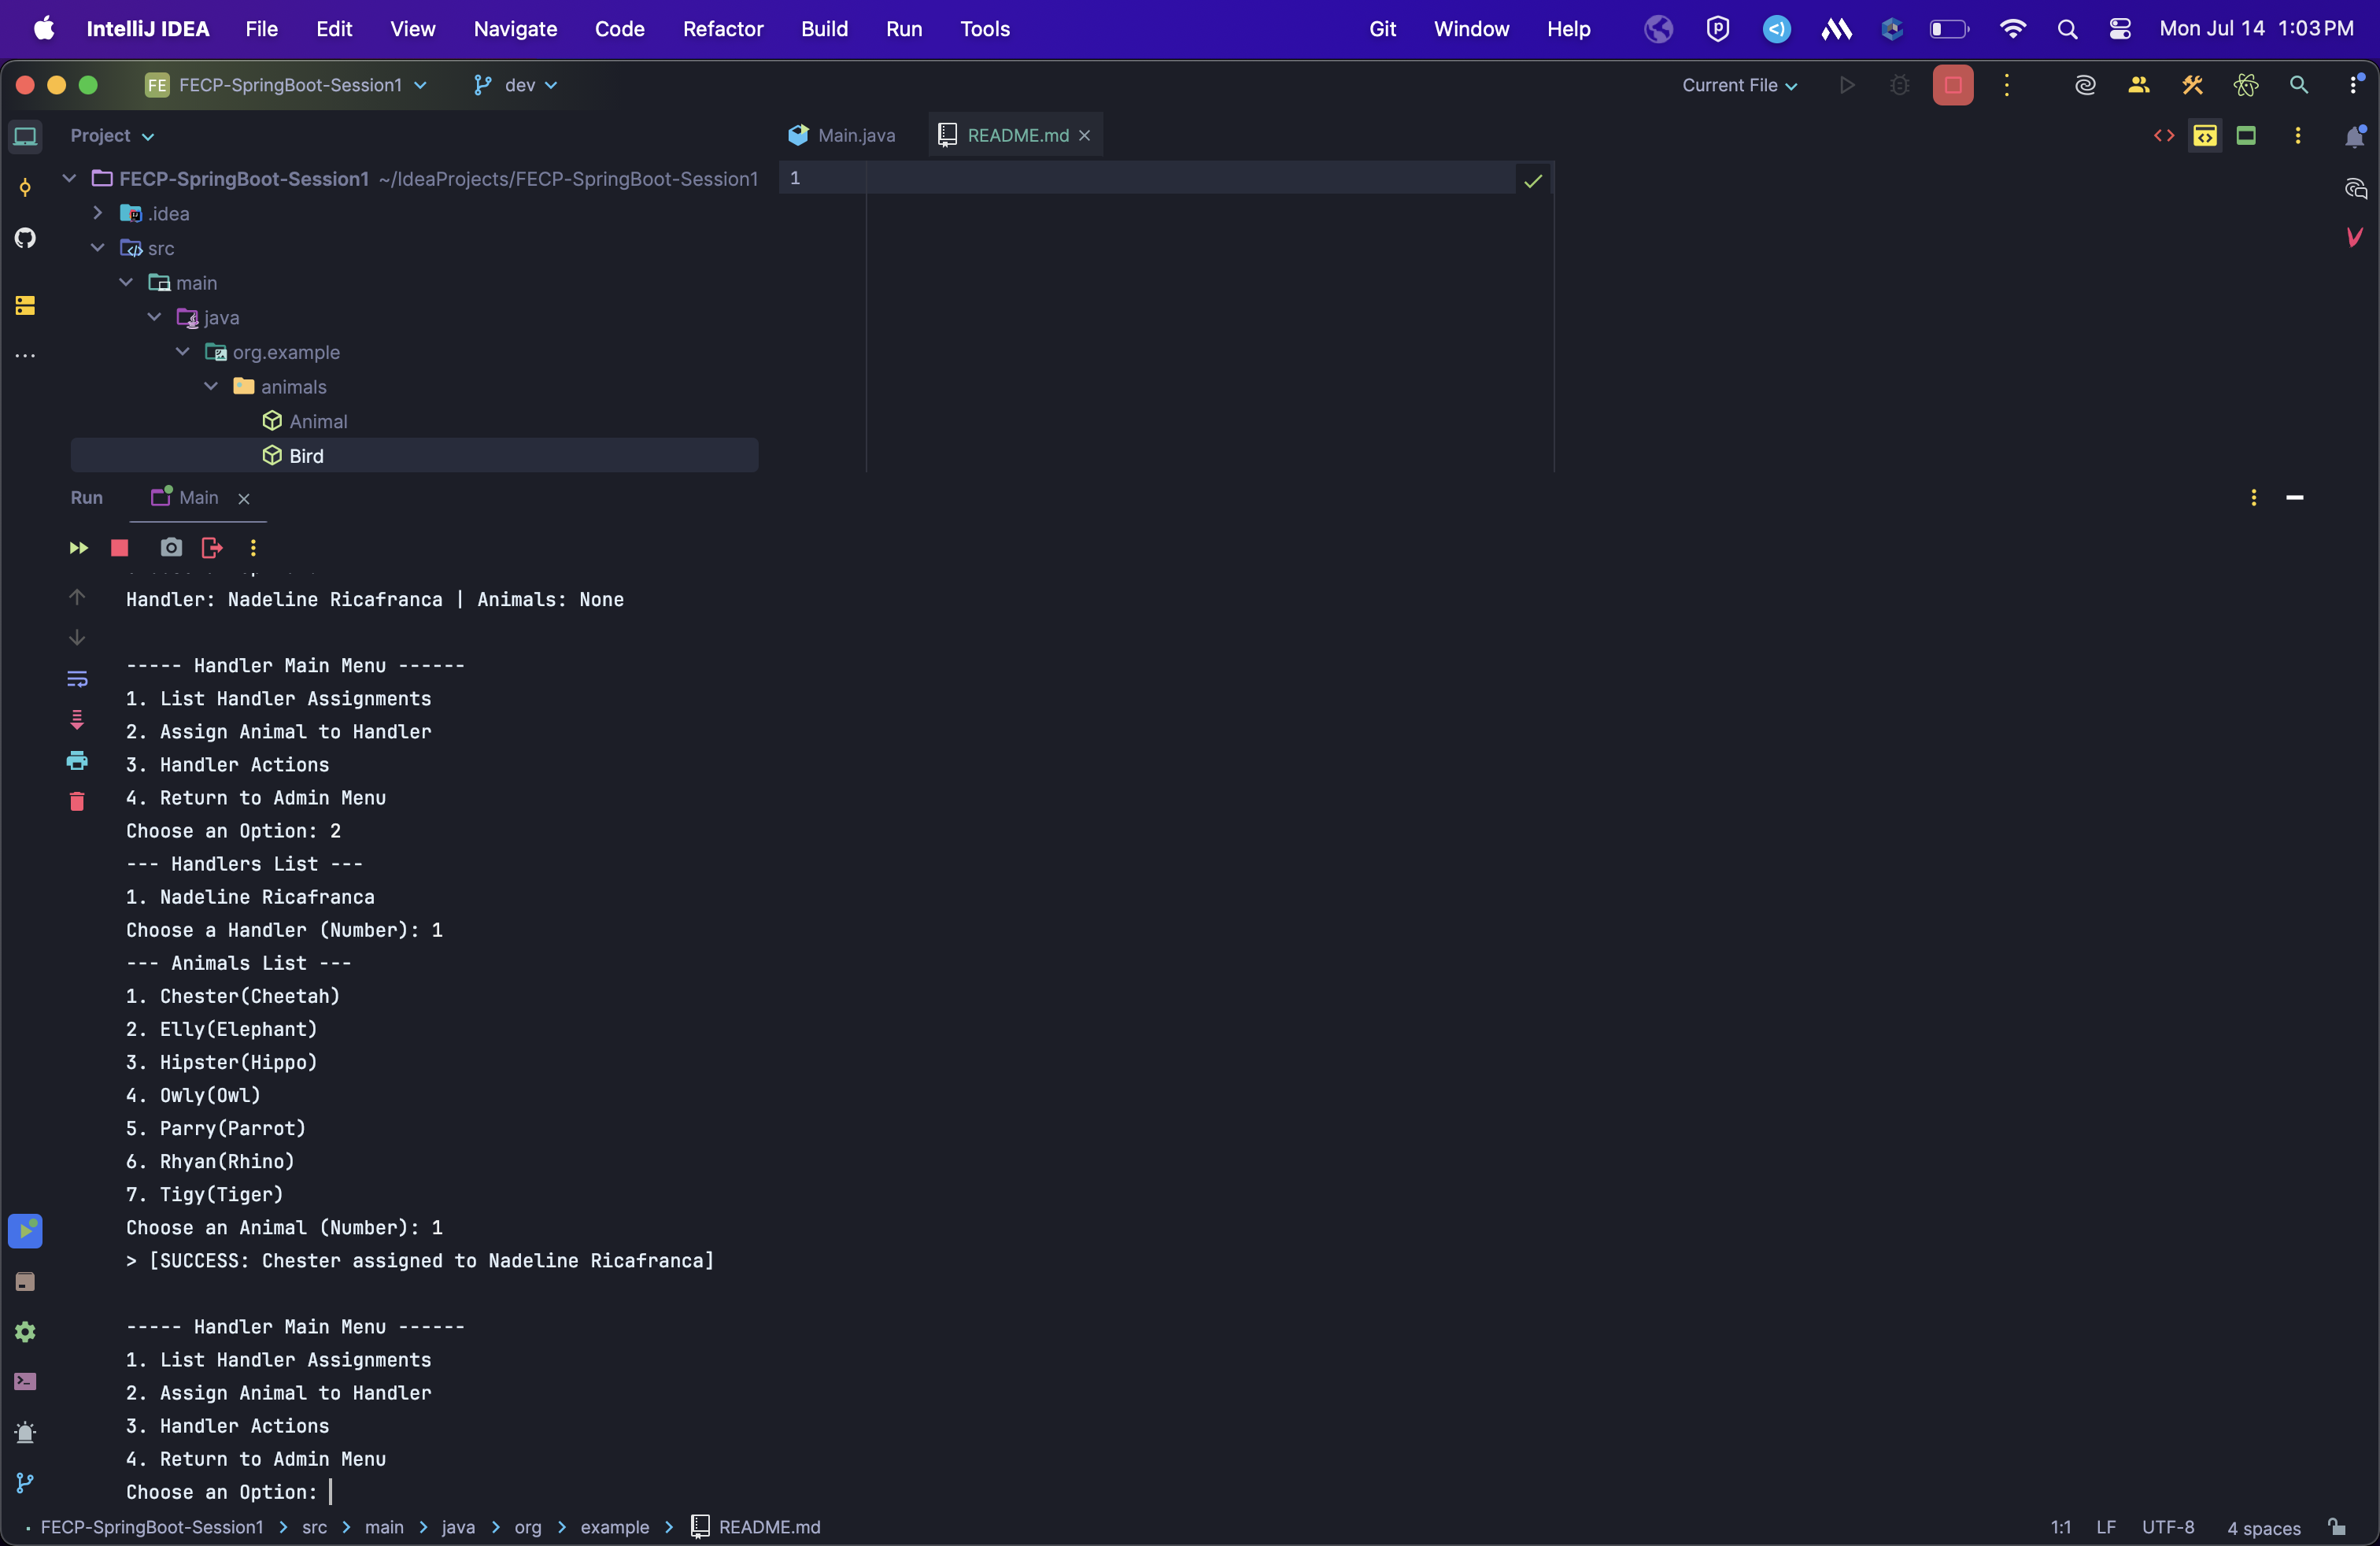 IntelliJ IDEA File Edit View Navigate Code Refactor Build Run Tools Git Window Help Mon Jul 14 1:03 PM
FE FECP-SpringBoot-Session1 dev Current File
Project
Main.java README.md
FECP-SpringBoot-Session1 ~/IdeaProjects/FECP-SpringBoot-Session1
1
.idea
src
main
java
org.example
animals
Animal
Bird
Run Main
Handler: Nadeline Ricafranca | Animals: None
----- Handler Main Menu ------
1. List Handler Assignments
2. Assign Animal to Handler
3. Handler Actions
4. Return to Admin Menu
Choose an Option: 2
--- Handlers List ---
1. Nadeline Ricafranca
Choose a Handler (Number): 1
--- Animals List ---
1. Chester(Cheetah)
2. Elly(Elephant)
3. Hipster(Hippo)
4. Owly(Owl)
5. Parry(Parrot)
6. Rhyan(Rhino)
7. Tigy(Tiger)
Choose an Animal (Number): 1
> [SUCCESS: Chester assigned to Nadeline Ricafranca]
----- Handler Main Menu ------
1. List Handler Assignments
2. Assign Animal to Handler
3. Handler Actions
4. Return to Admin Menu
Choose an Option:
FECP-SpringBoot-Session1 > src > main > java > org > example > README.md 1:1 LF UTF-8 4 spaces